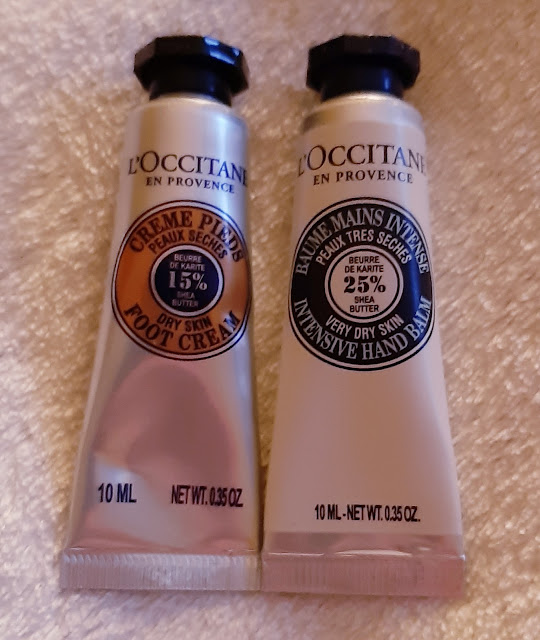 L'OCCITANE
EN PROVENCE
CREME PIEDS
PEAUX SECHES
BEURRE
DE KARITE
15%
SHEA
BUTTER
DRY SKIN
FOOT CREAM
10 ML NET WT. 0.35 OZ
L'OCCITANE
EN PROVENCE
BAUME MAINS INTENSE
PEAUX TRES SECHES
BEURRE
DE KARITE
25%
SHEA
BUTTER
VERY DRY SKIN
INTENSIVE HAND BALM
10 ML - NET WT. 0.35 OZ.